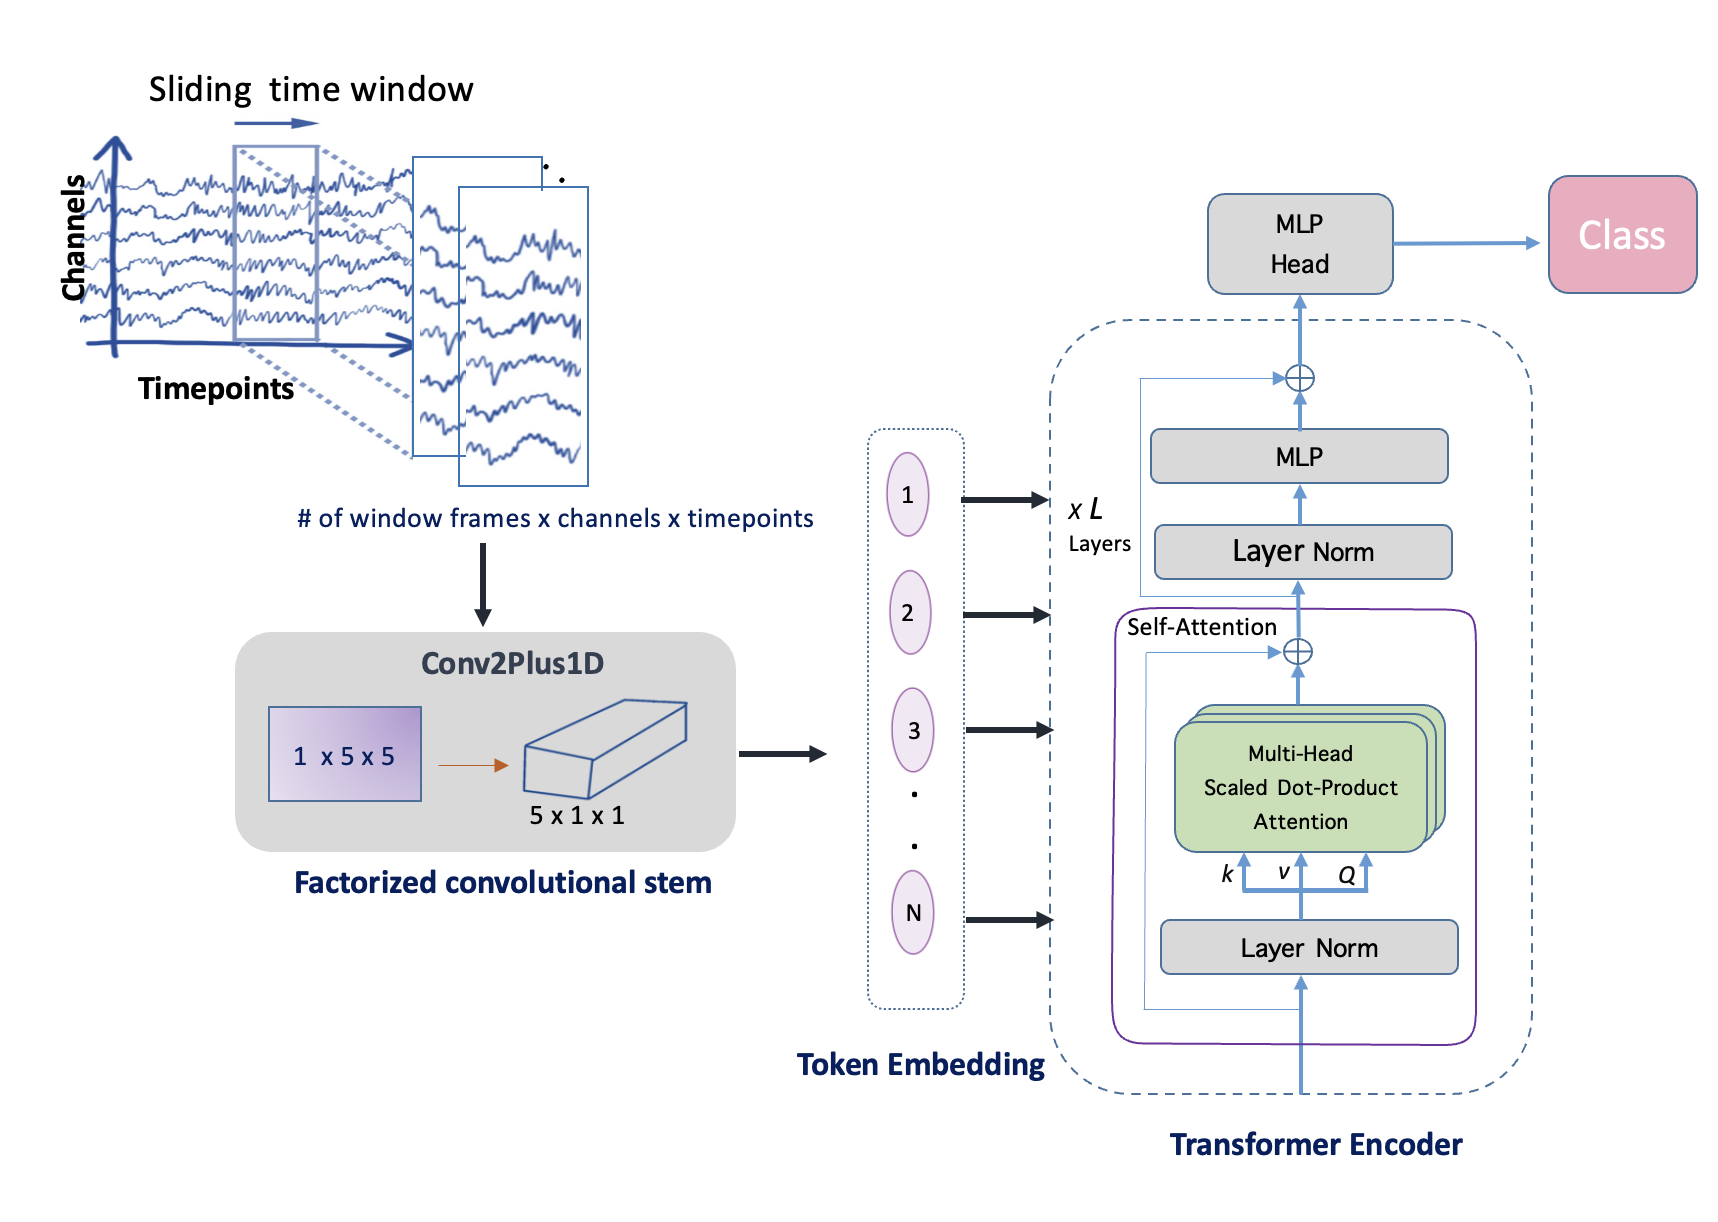 Sliding time window
Channels
Timepoints
# of window frames x channels x timepoints
Conv2Plus1D
1 x 5 x 5
5 x 1 x 1
Factorized convolutional stem
1
2
3
.
.
N
Token Embedding
x L
Layers
MLP
Head
Class
MLP
Layer Norm
Self-Attention
Multi-Head
Scaled Dot-Product
Attention
k v Q
Layer Norm
Transformer Encoder